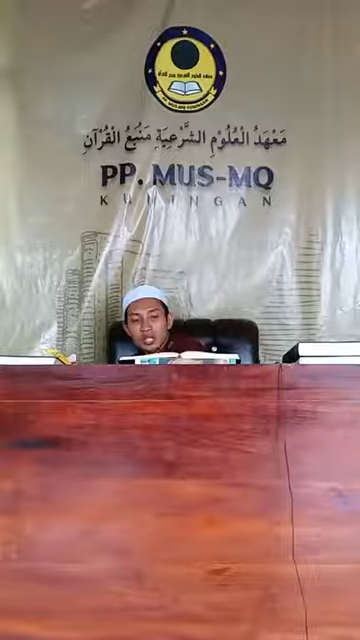 مَعْهَدُ الْعُلُوْمِ الشَّرْعِيَّةِ مَنْبَعُ الْقُرْآنِ
PP. MUS-MQ
KUNINGAN